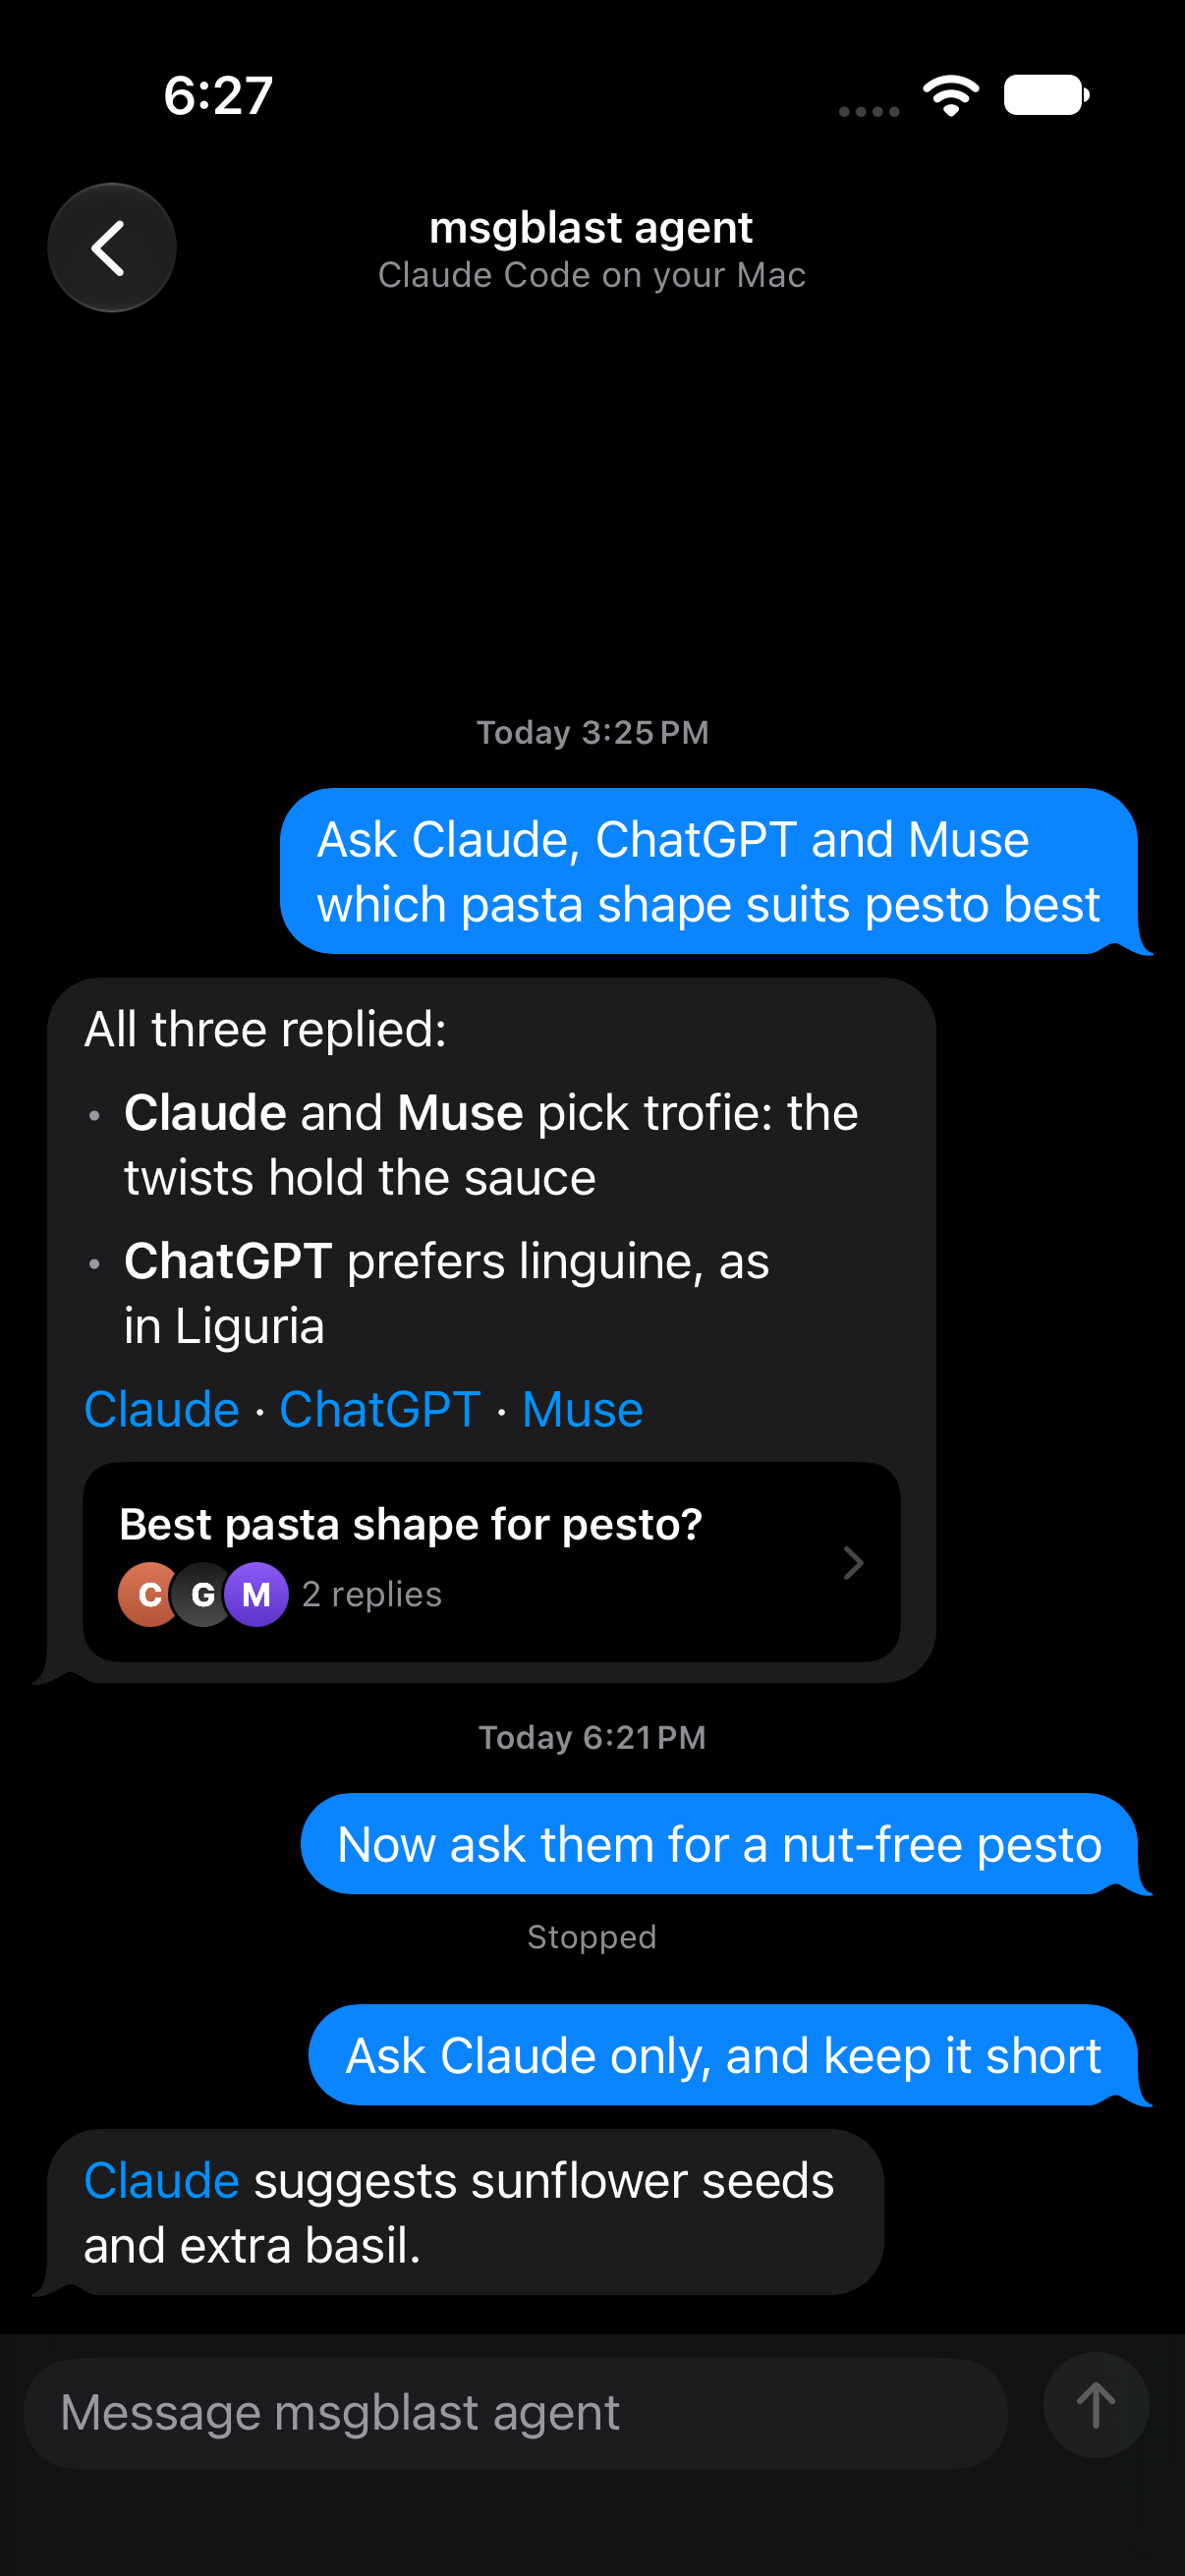 6:27
msgblast agent
Claude Code on your Mac
Today 3:25 PM
Ask Claude, ChatGPT and Muse
which pasta shape suits pesto best
All three replied:
• Claude and Muse pick trofie: the
twists hold the sauce
• ChatGPT prefers linguine, as
in Liguria
Claude · ChatGPT · Muse
Best pasta shape for pesto?
C G M 2 replies
Today 6:21 PM
Now ask them for a nut-free pesto
Stopped
Ask Claude only, and keep it short
Claude suggests sunflower seeds
and extra basil.
Message msgblast agent